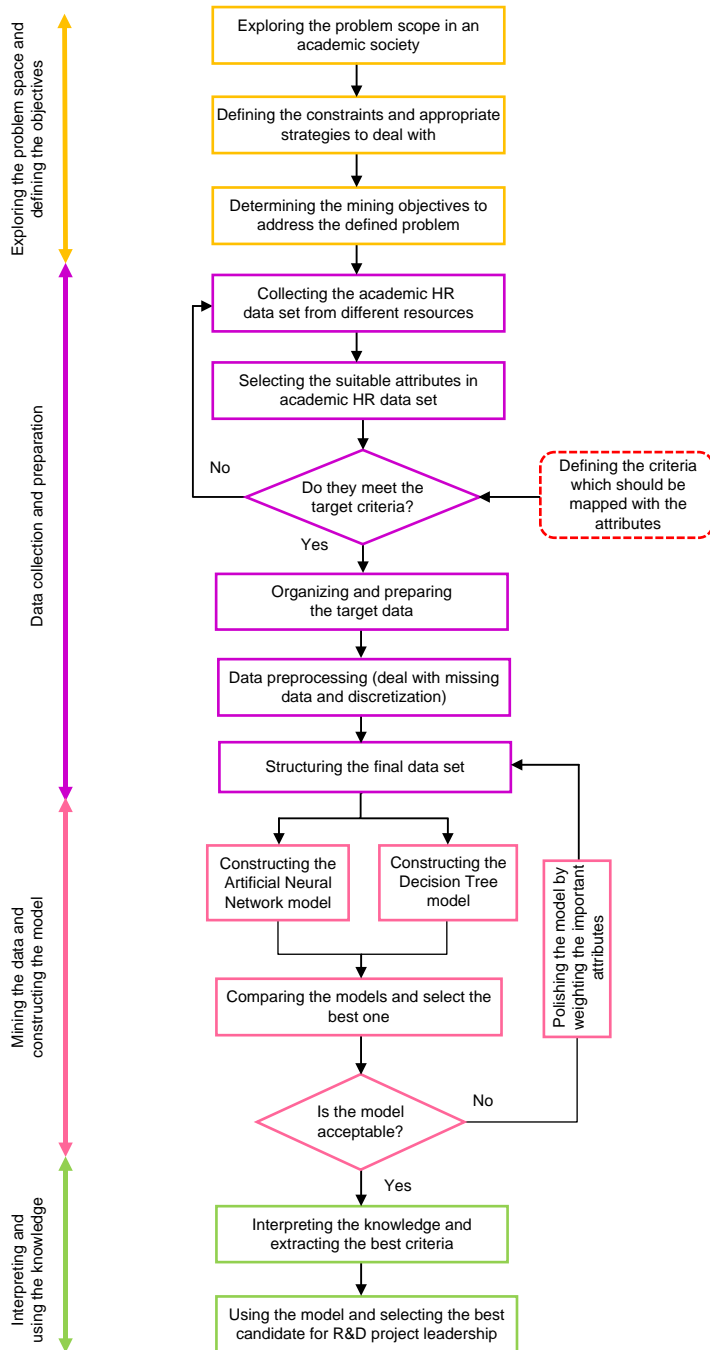 Exploring the problem space and
defining the objectives
Exploring the problem scope in an
academic society
Defining the constraints and appropriate
strategies to deal with
Determining the mining objectives to
address the defined problem
Data collection and preparation
Collecting the academic HR
data set from different resources
Selecting the suitable attributes in
academic HR data set
No
Do they meet the
target criteria?
Defining the criteria
which should be
mapped with the
attributes
Yes
Organizing and preparing
the target data
Data preprocessing (deal with missing
data and discretization)
Structuring the final data set
Mining the data and
constructing the model
Constructing the
Artificial Neural
Network model
Constructing the
Decision Tree
model
Polishing the model by
weighting the important
attributes
Comparing the models and select the
best one
Is the model
acceptable?
No
Yes
Interpreting and
using the knowledge
Interpreting the knowledge and
extracting the best criteria
Using the model and selecting the best
candidate for R&D project leadership